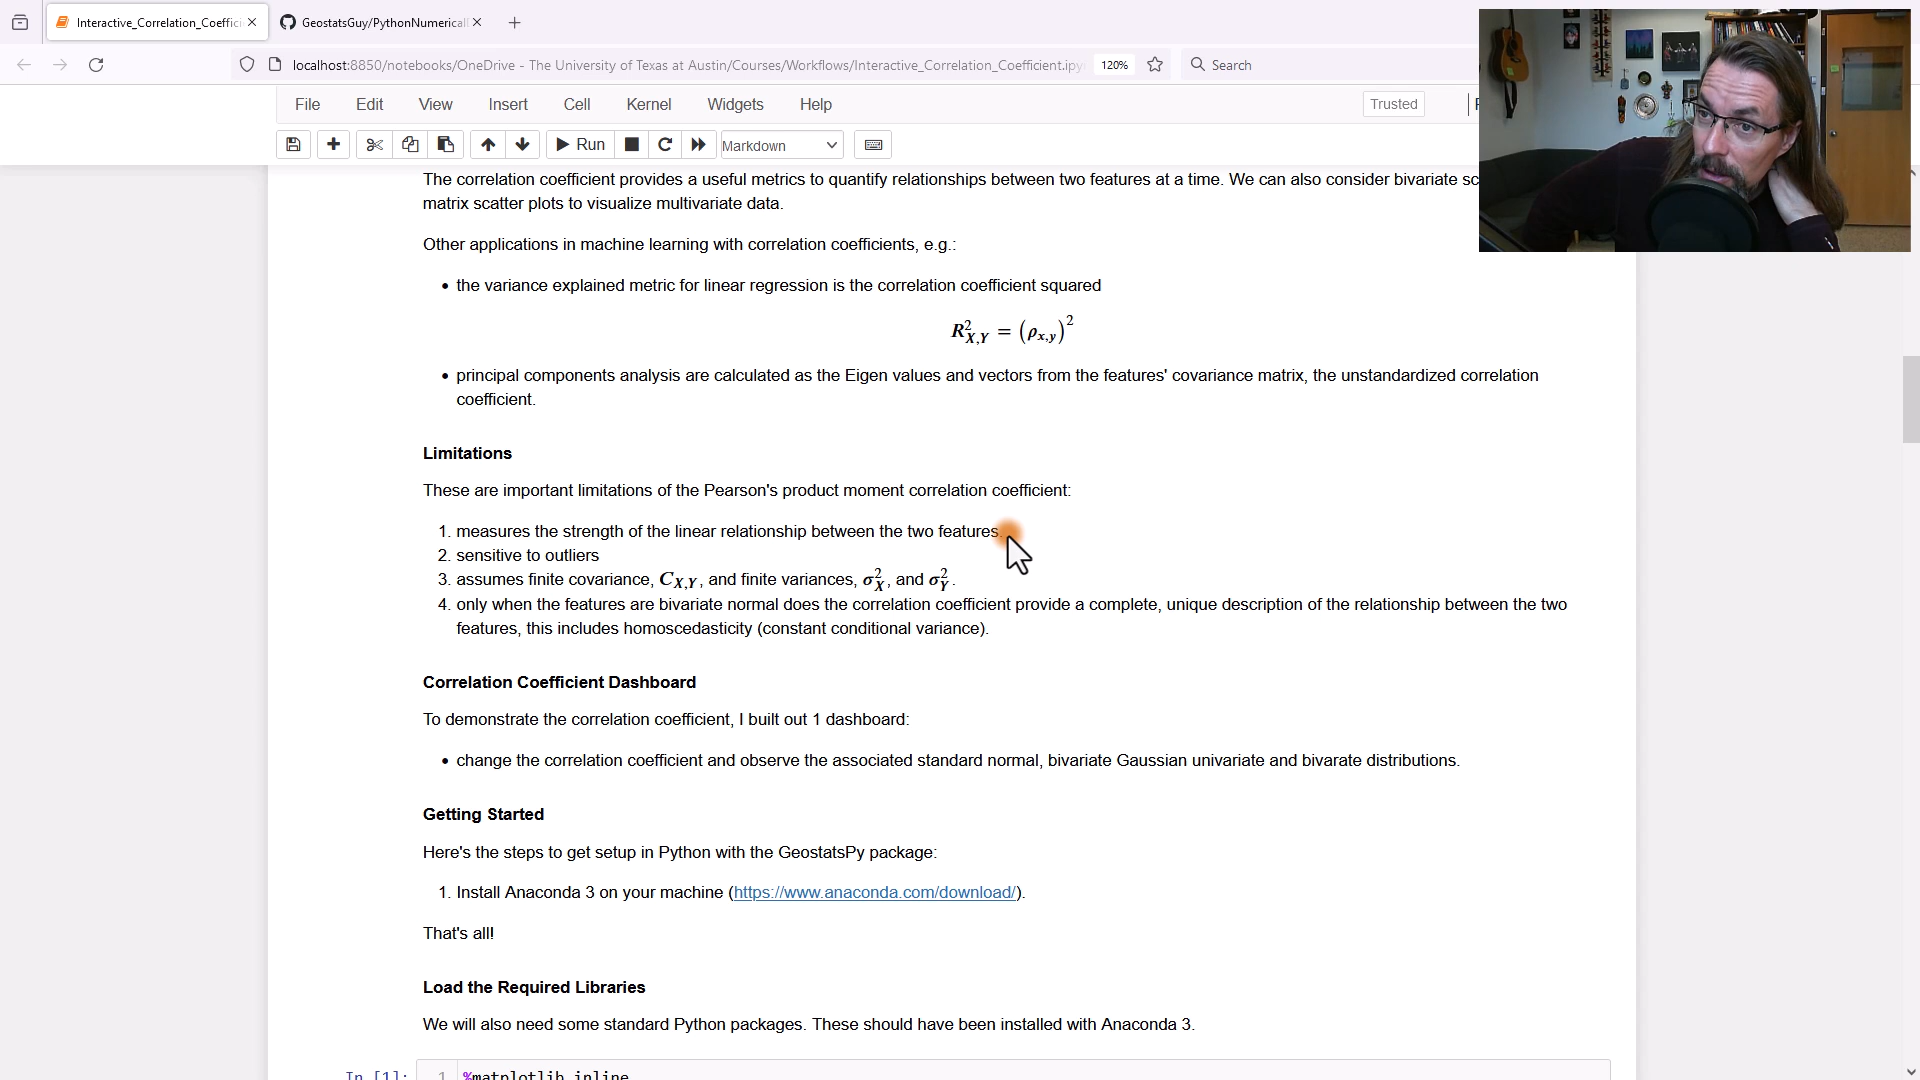 Interactive_Correlation_Coeffici
GeostatsGuy/PythonNumerical
localhost:8850/notebooks/OneDrive - The University of Texas at Austin/Courses/Workflows/Interactive_Correlation_Coefficient.ipy
120%
Search
File Edit View Insert Cell Kernel Widgets Help
Trusted
Run
Markdown
The correlation coefficient provides a useful metrics to quantify relationships between two features at a time. We can also consider bivariate sc
matrix scatter plots to visualize multivariate data.
Other applications in machine learning with correlation coefficients, e.g.:
• the variance explained metric for linear regression is the correlation coefficient squared
R²X,Y = (ρx,y)²
• principal components analysis are calculated as the Eigen values and vectors from the features' covariance matrix, the unstandardized correlation
coefficient.
Limitations
These are important limitations of the Pearson's product moment correlation coefficient:
1. measures the strength of the linear relationship between the two features.
2. sensitive to outliers
3. assumes finite covariance, CX,Y, and finite variances, σ²X, and σ²Y.
4. only when the features are bivariate normal does the correlation coefficient provide a complete, unique description of the relationship between the two
features, this includes homoscedasticity (constant conditional variance).
Correlation Coefficient Dashboard
To demonstrate the correlation coefficient, I built out 1 dashboard:
• change the correlation coefficient and observe the associated standard normal, bivariate Gaussian univariate and bivarate distributions.
Getting Started
Here's the steps to get setup in Python with the GeostatsPy package:
1. Install Anaconda 3 on your machine (https://www.anaconda.com/download/).
That's all!
Load the Required Libraries
We will also need some standard Python packages. These should have been installed with Anaconda 3.
In [1]: 1 %matplotlib inline